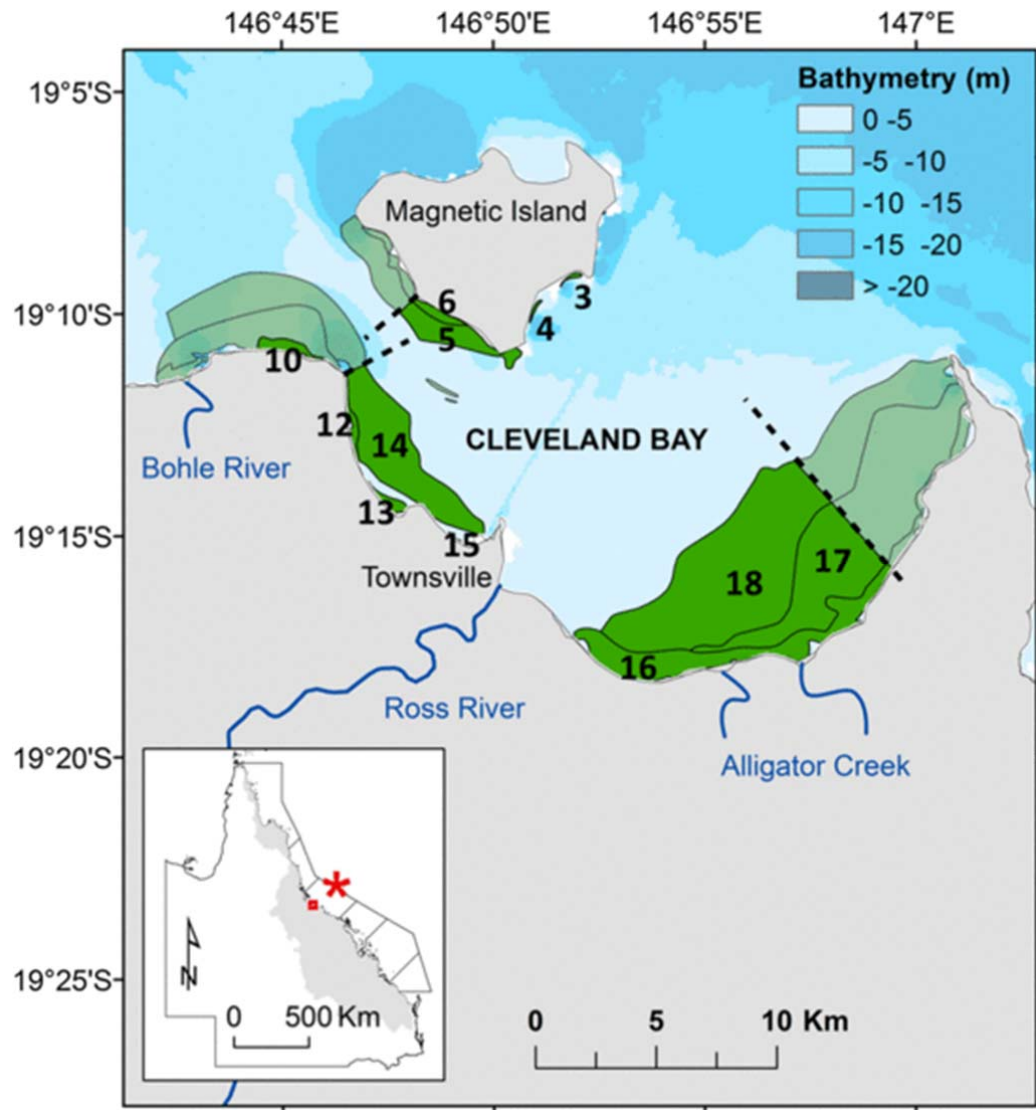 146°45'E 146°50'E 146°55'E 147°E
19°5'S
19°10'S
19°15'S
19°20'S
19°25'S
Bathymetry (m)
0 -5
-5 -10
-10 -15
-15 -20
> -20
Magnetic Island
6
3
5
4
10
12
14
CLEVELAND BAY
Bohle River
13
15
Townsville
18
17
16
Ross River
Alligator Creek
*
N
0 500 Km
0 5 10 Km